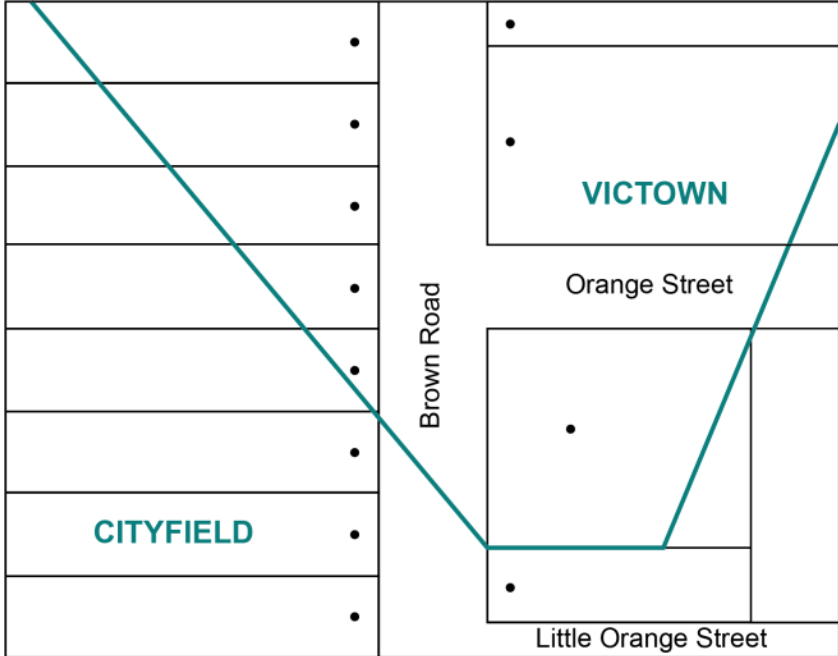 VICTOWN
Orange Street
Brown Road
CITYFIELD
Little Orange Street